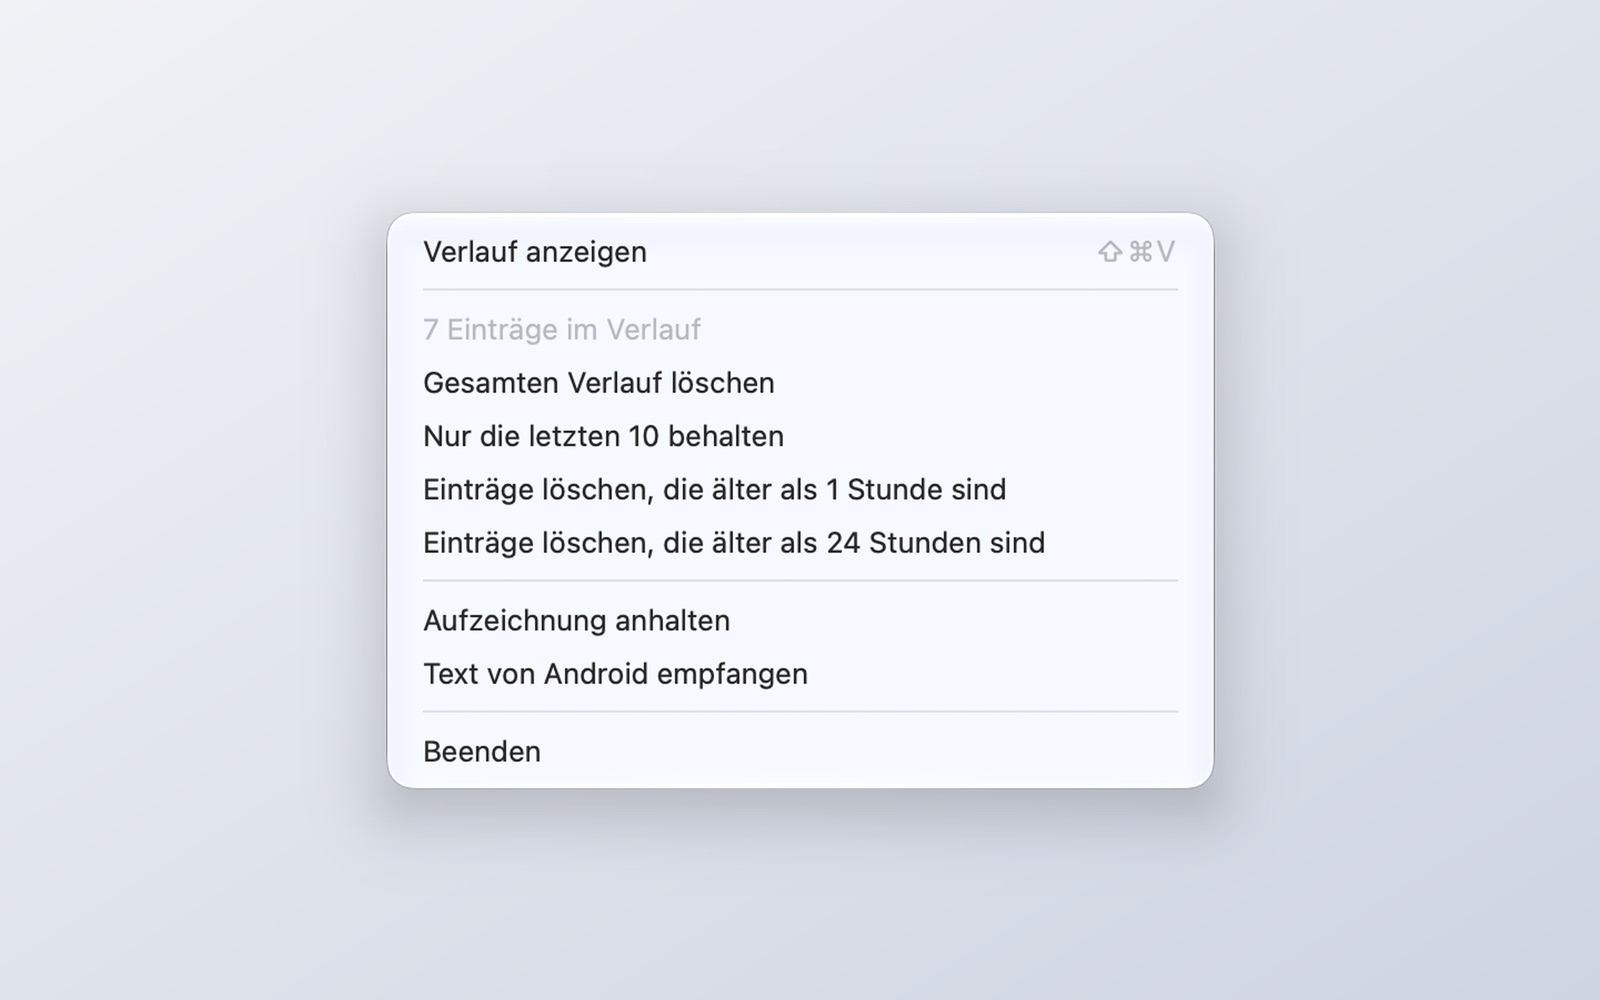 Verlauf anzeigen ⇧⌘V
7 Einträge im Verlauf
Gesamten Verlauf löschen
Nur die letzten 10 behalten
Einträge löschen, die älter als 1 Stunde sind
Einträge löschen, die älter als 24 Stunden sind
Aufzeichnung anhalten
Text von Android empfangen
Beenden